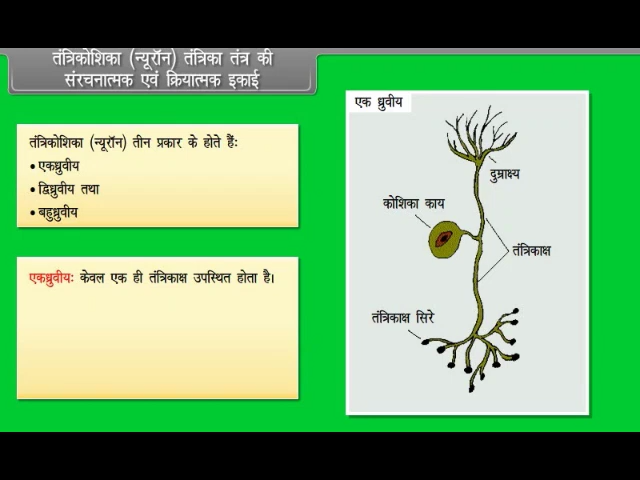 तंत्रिकोशिका (न्यूरॉन) तंत्रिका तंत्र की
संरचनात्मक एवं क्रियात्मक इकाई
तंत्रिकोशिका (न्यूरॉन) तीन प्रकार के होते हैंः
• एकध्रुवीय
• द्विध्रुवीय तथा
• बहुध्रुवीय
एकध्रुवीयः केवल एक ही तंत्रिकाक्ष उपस्थित होता है।
एक ध्रुवीय
दुम्राक्ष्य
कोशिका काय
तंत्रिकाक्ष
तंत्रिकाक्ष सिरे